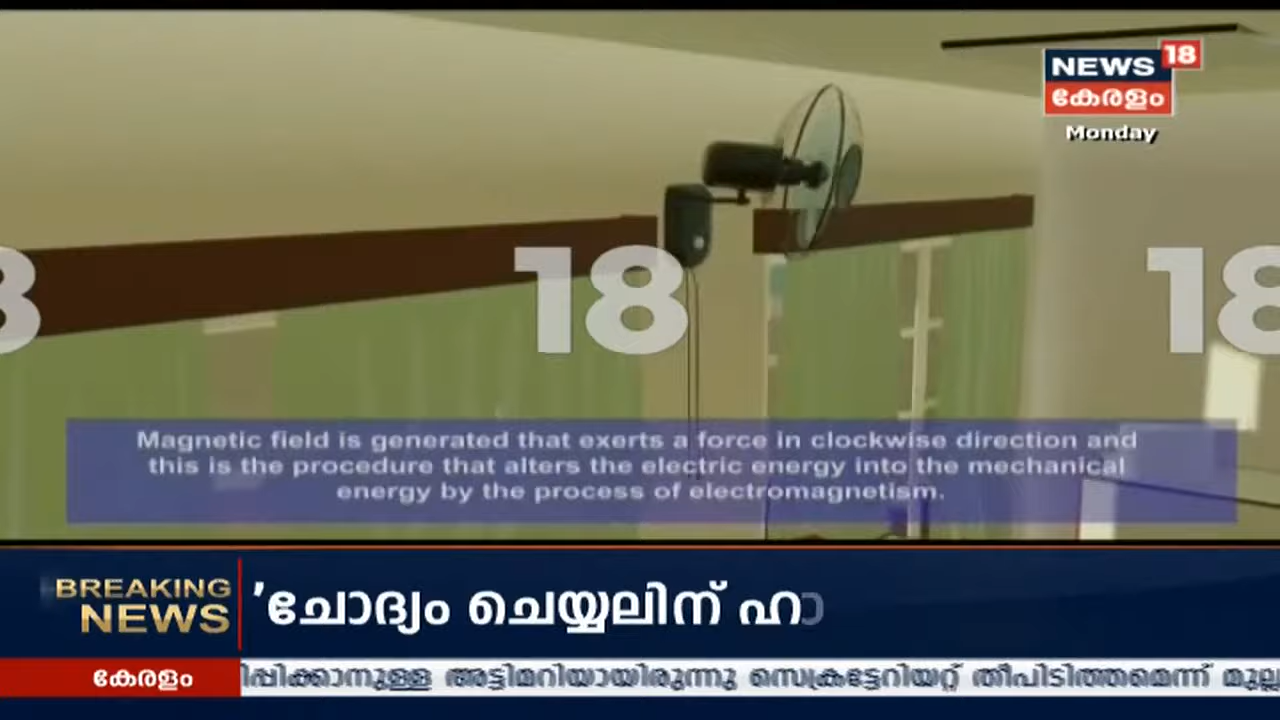 NEWS 18
കേരളം
Monday
18
18
Magnetic field is generated that exerts a force in clockwise direction and
this is the procedure that alters the electric energy into the mechanical
energy by the process of electromagnetism.
BREAKING
NEWS
'ചോദ്യം ചെയ്യലിന് ഹാ
കേരളം
ിപ്പിക്കാനുള്ള അട്ടിമറിയായിരുന്നു സെക്രട്ടേറിയറ്റ് തീപിടിത്തമെന്ന് മുല്ല